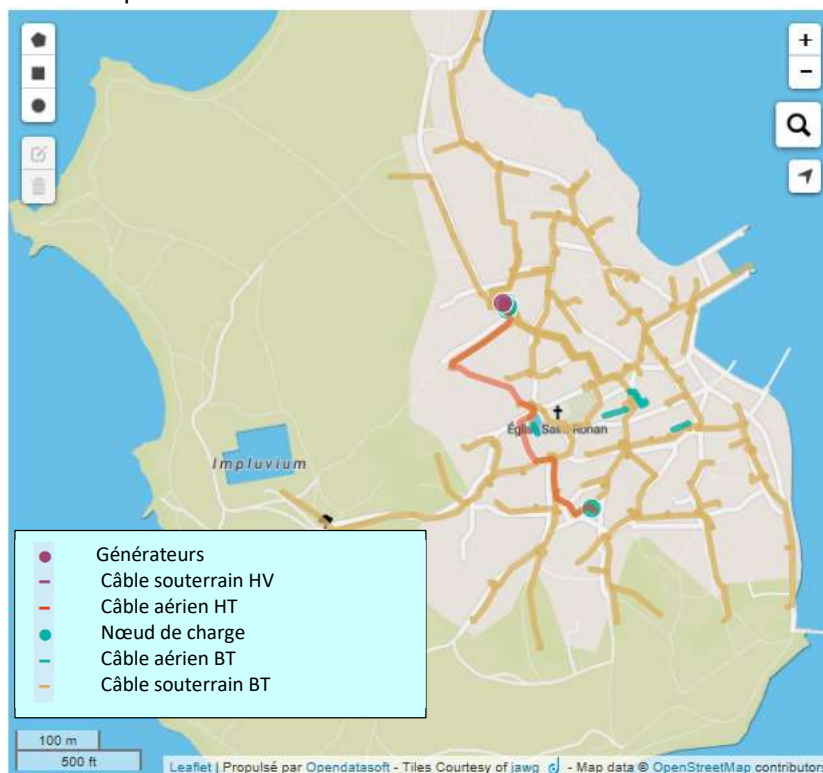 +
−
Église Saint-Ronan
Impluvium
Générateurs
Câble souterrain HV
Câble aérien HT
Nœud de charge
Câble aérien BT
Câble souterrain BT
100 m
500 ft
Leaflet | Propulsé par Opendatasoft - Tiles Courtesy of jawg - Map data © OpenStreetMap contributors